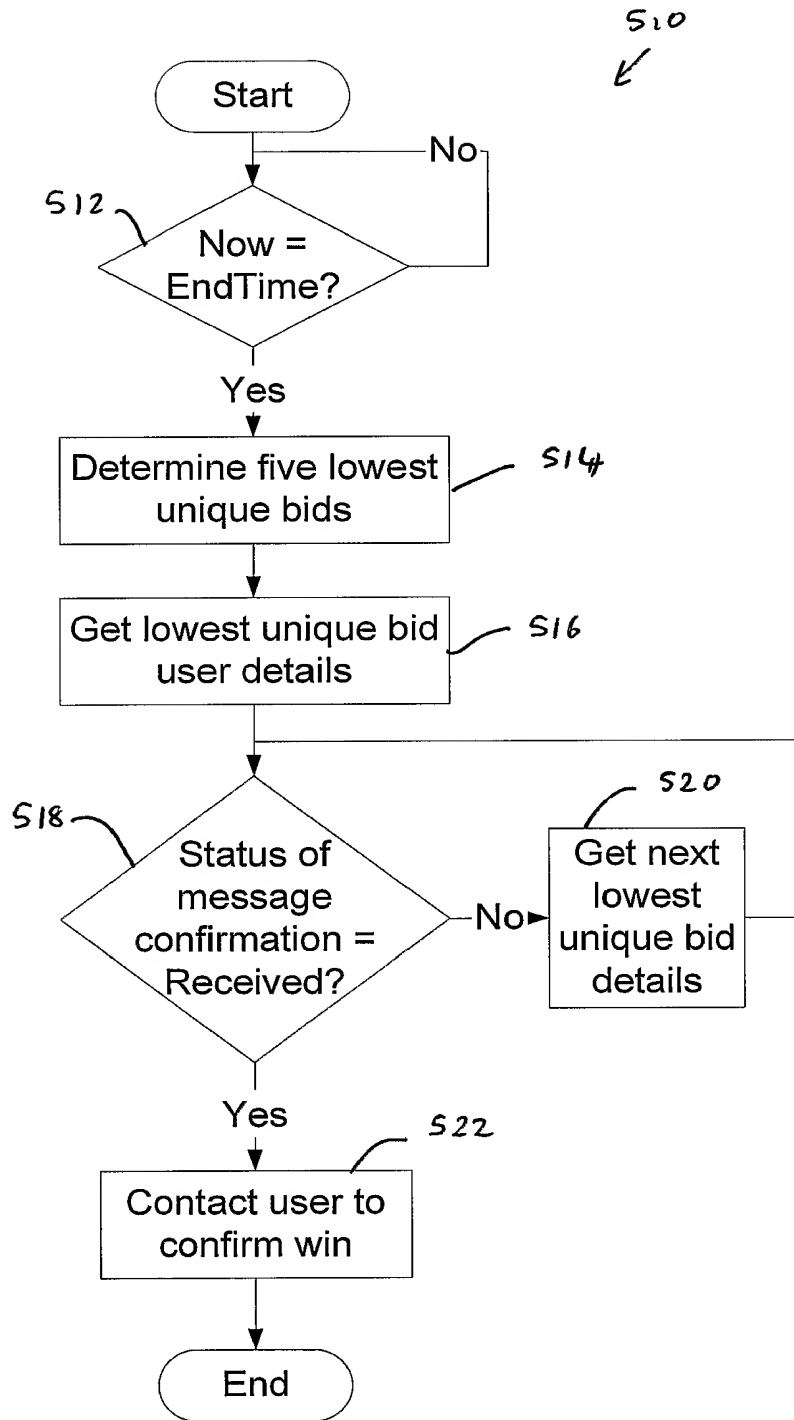 510
Start
No
512
Now =
EndTime?
Yes
Determine five lowest
unique bids
514
Get lowest unique bid
user details
516
518
Status of
message
confirmation =
Received?
No
520
Get next
lowest
unique bid
details
Yes
522
Contact user to
confirm win
End